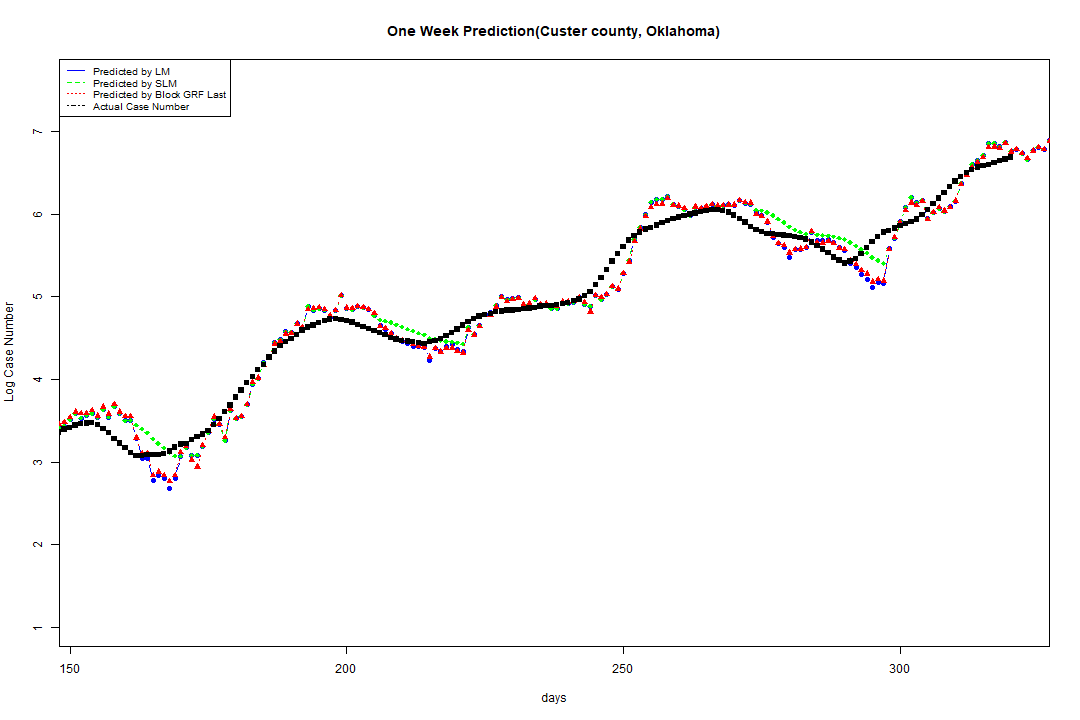 One Week Prediction(Custer county, Oklahoma)
Predicted by LM
Predicted by SLM
Predicted by Block GRF Last
Actual Case Number
7
6
5
4
3
2
1
Log Case Number
150 200 250 300
days